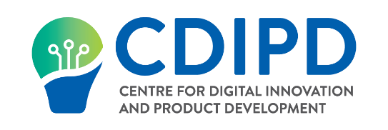 CDIPD
CENTRE FOR DIGITAL INNOVATION
AND PRODUCT DEVELOPMENT